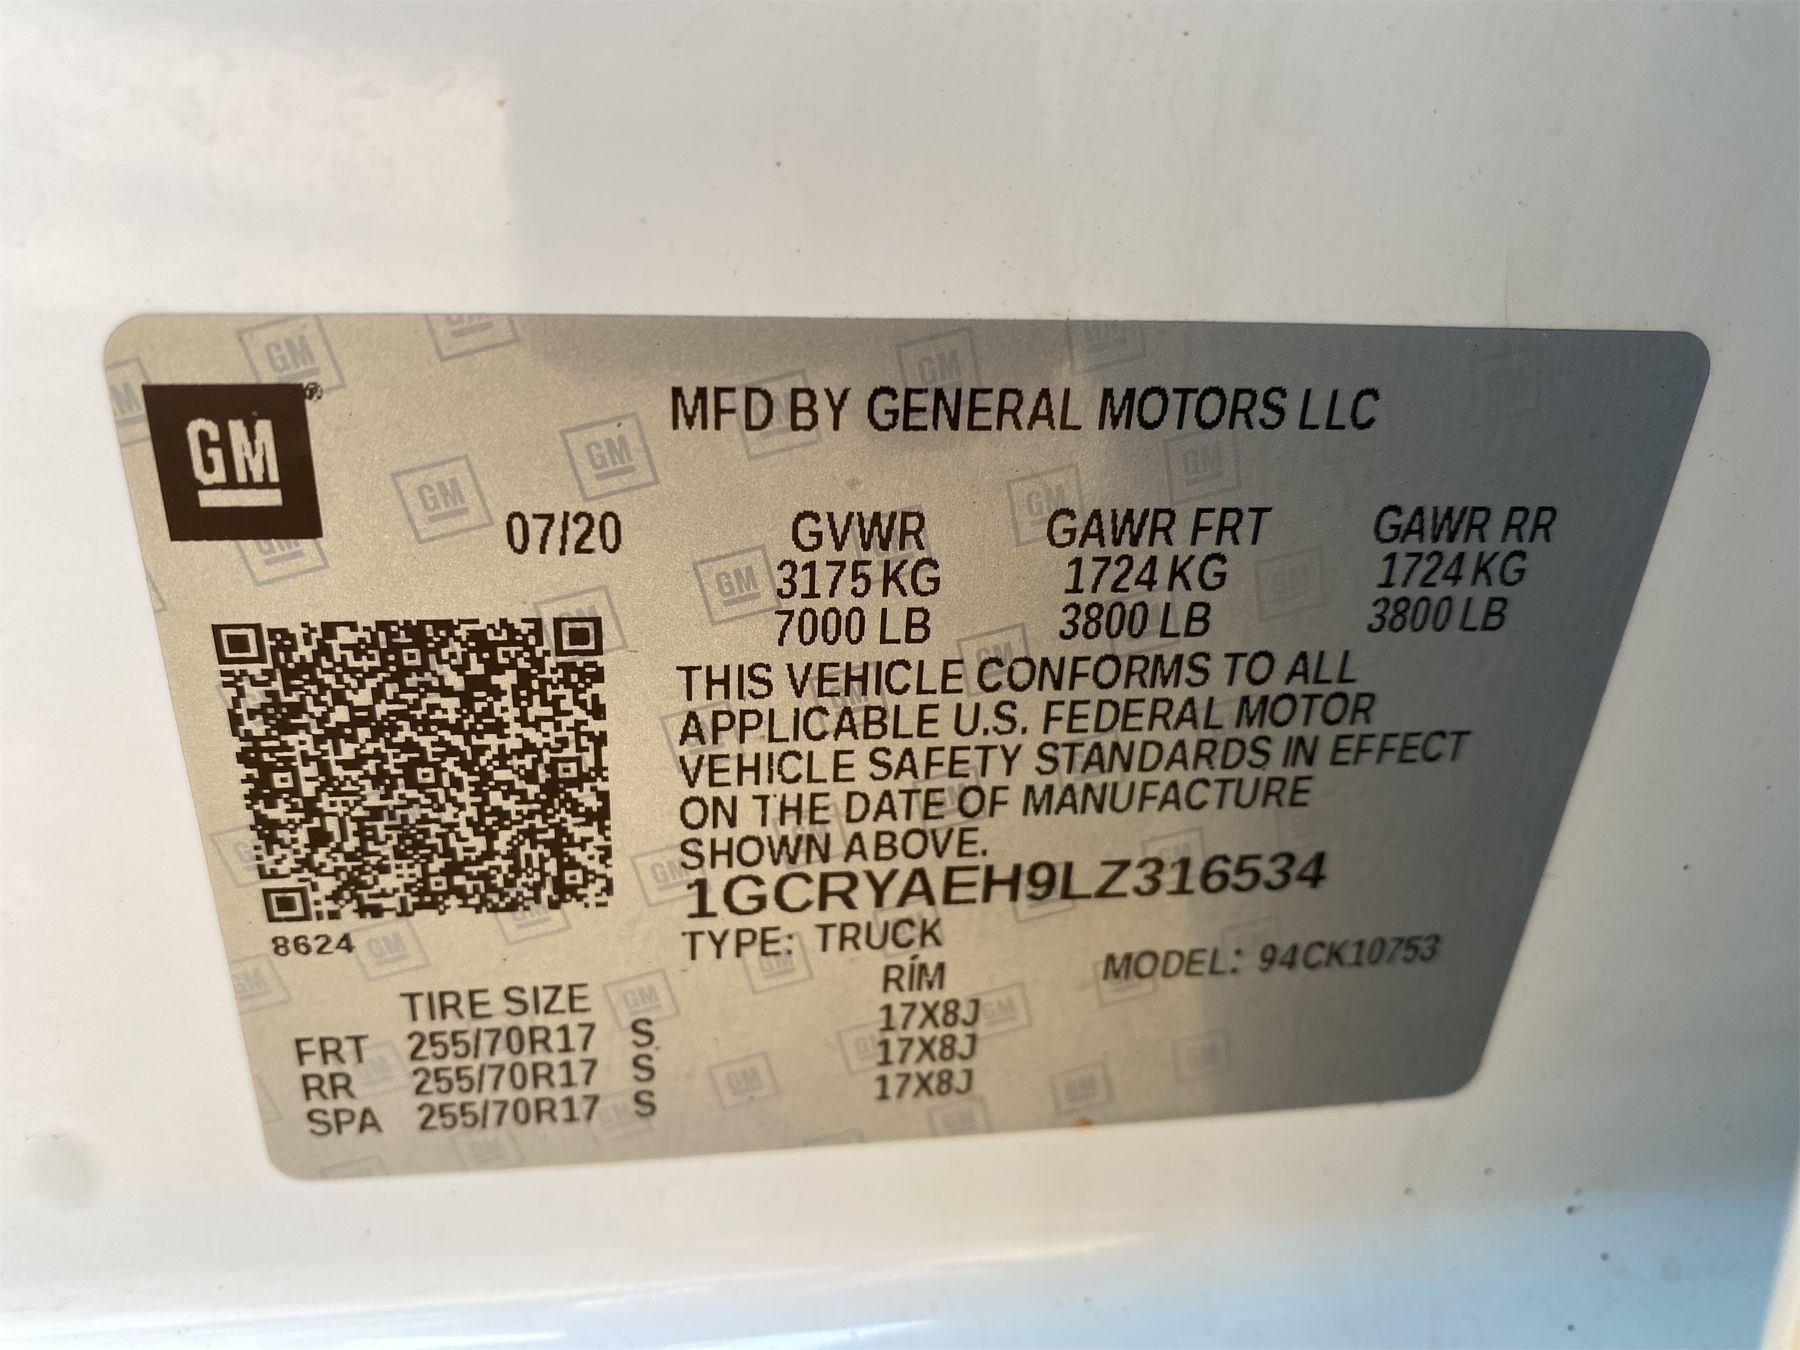 GM
MFD BY GENERAL MOTORS LLC
07/20 GVWR GAWR FRT GAWR RR
3175 KG 1724 KG 1724 KG
7000 LB 3800 LB 3800 LB
THIS VEHICLE CONFORMS TO ALL
APPLICABLE U.S. FEDERAL MOTOR
VEHICLE SAFETY STANDARDS IN EFFECT
ON THE DATE OF MANUFACTURE
SHOWN ABOVE.
1GCRYAEH9LZ316534
8624
TYPE: TRUCK MODEL: 94CK10753
TIRE SIZE RIM
FRT 255/70R17 S 17X8J
RR 255/70R17 S 17X8J
SPA 255/70R17 S 17X8J